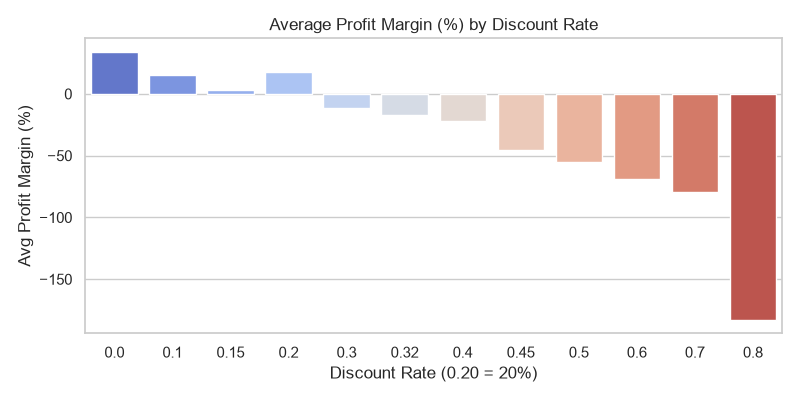 Average Profit Margin (%) by Discount Rate
Avg Profit Margin (%)
0
−50
−100
−150
0.0 0.1 0.15 0.2 0.3 0.32 0.4 0.45 0.5 0.6 0.7 0.8
Discount Rate (0.20 = 20%)